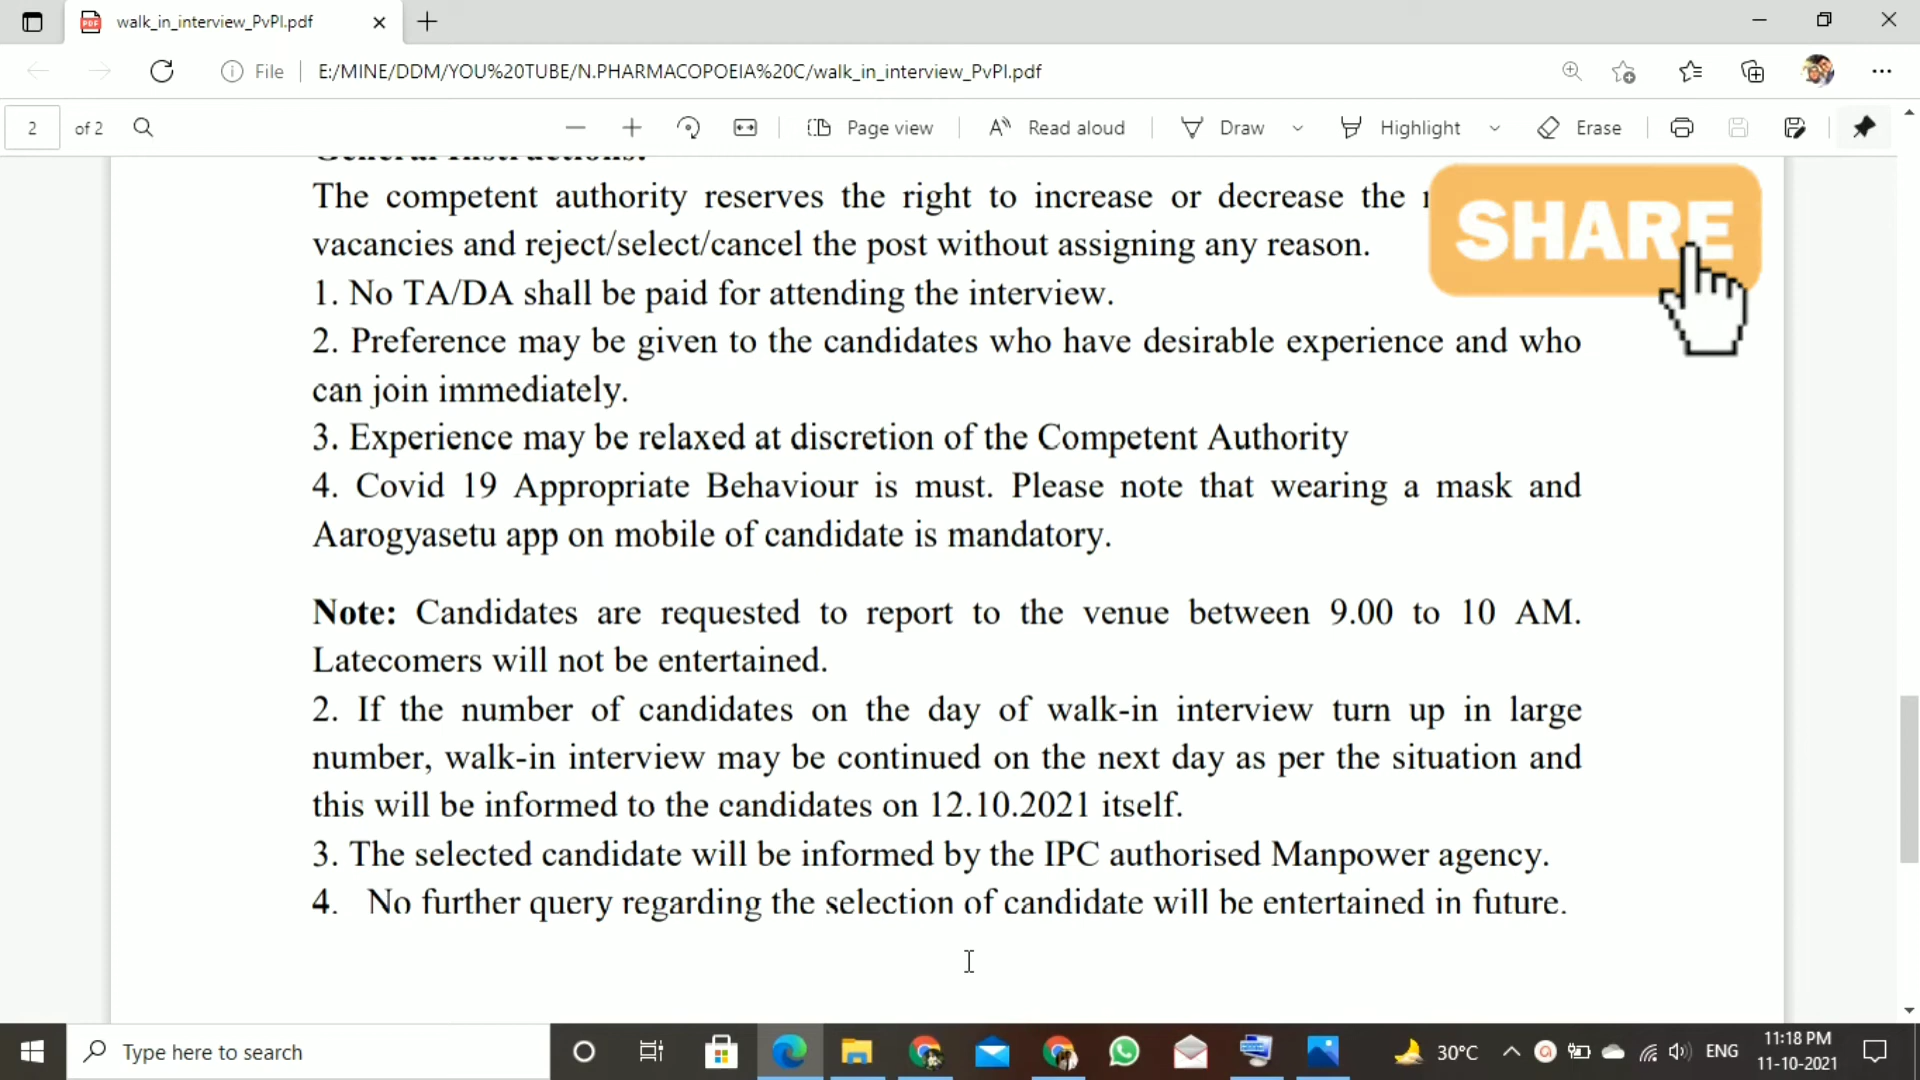 walk_in_interview_PvPI.pdf
File
E:/MINE/DDM/YOU%20TUBE/N.PHARMACOPOEIA%20C/walk_in_interview_PvPI.pdf
2 of 2 Page view Read aloud Draw Highlight Erase
General Instructions:
The competent authority reserves the right to increase or decrease the
vacancies and reject/select/cancel the post without assigning any reason.
SHARE
1. No TA/DA shall be paid for attending the interview.
2. Preference may be given to the candidates who have desirable experience and who
can join immediately.
3. Experience may be relaxed at discretion of the Competent Authority
4. Covid 19 Appropriate Behaviour is must. Please note that wearing a mask and
Aarogyasetu app on mobile of candidate is mandatory.
Note: Candidates are requested to report to the venue between 9.00 to 10 AM.
Latecomers will not be entertained.
2. If the number of candidates on the day of walk-in interview turn up in large
number, walk-in interview may be continued on the next day as per the situation and
this will be informed to the candidates on 12.10.2021 itself.
3. The selected candidate will be informed by the IPC authorised Manpower agency.
4. No further query regarding the selection of candidate will be entertained in future.
Type here to search
30°C
ENG
11:18 PM
11-10-2021